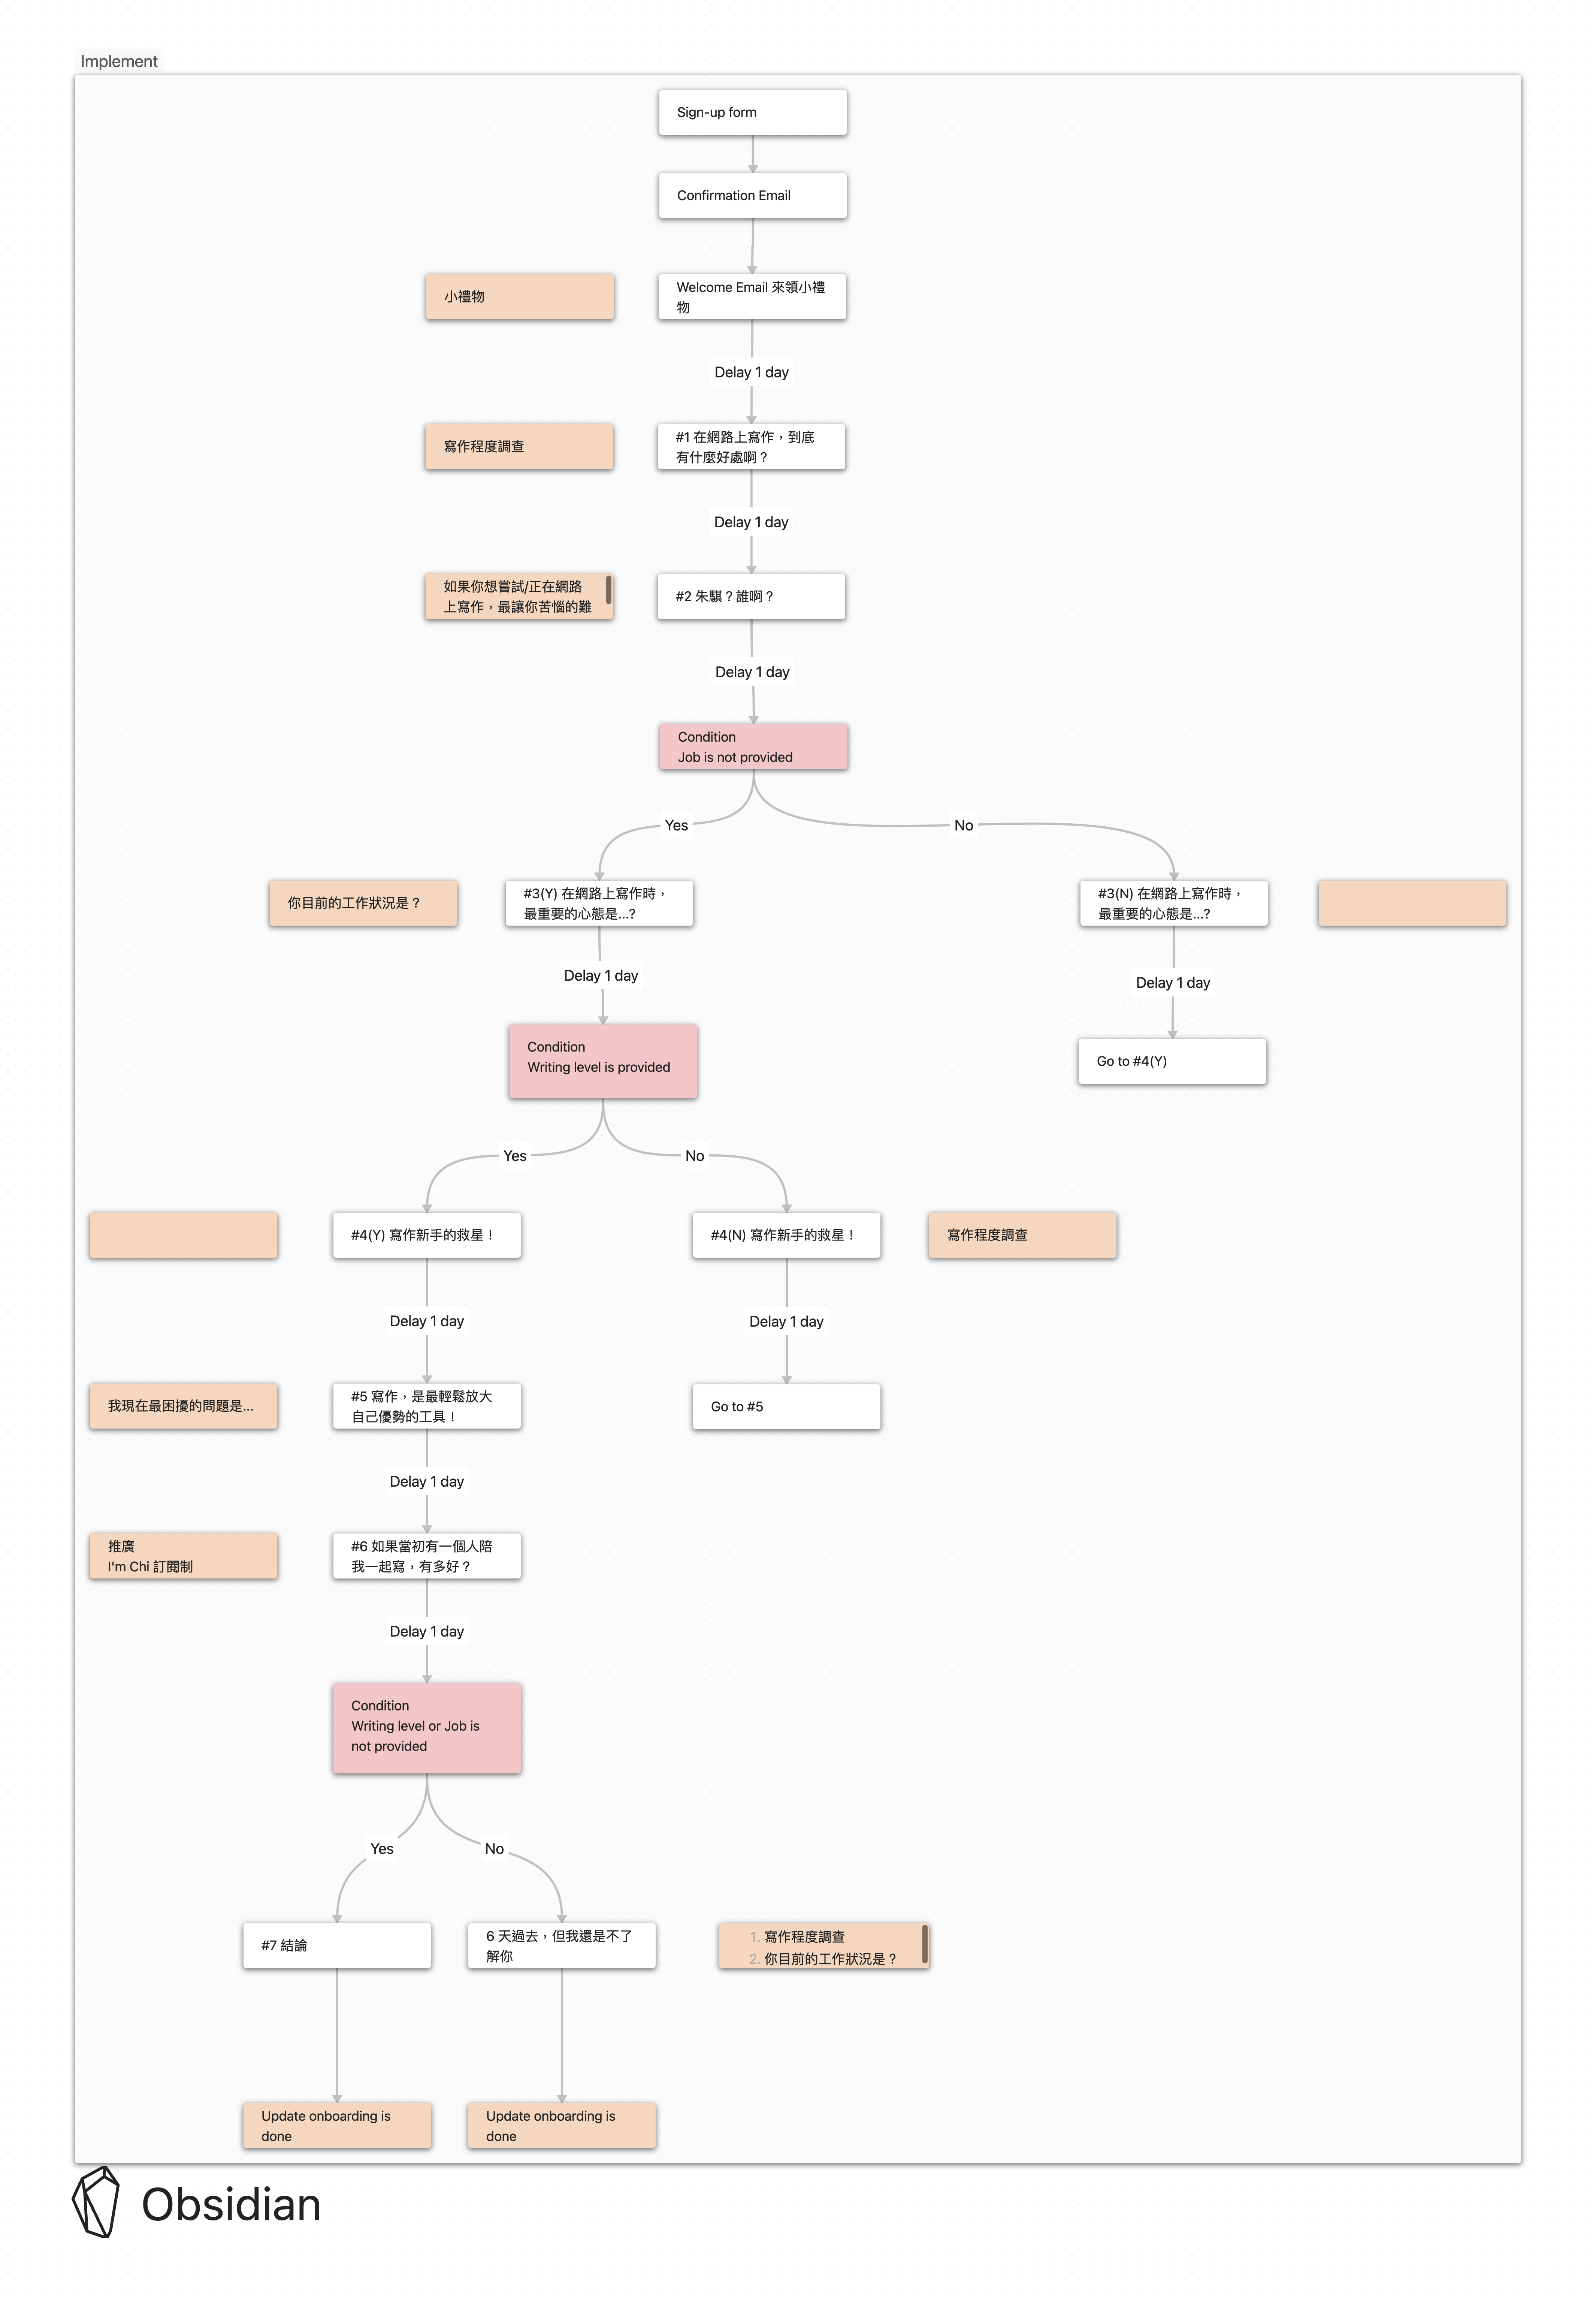 Implement
Sign-up form
Confirmation Email
小禮物
Welcome Email 來領小禮
物
Delay 1 day
寫作程度調查
#1 在網路上寫作，到底
有什麼好處啊？
Delay 1 day
如果你想嘗試/正在網路
上寫作，最讓你苦惱的難
#2 朱騏？誰啊？
Delay 1 day
Condition
Job is not provided
Yes
No
你目前的工作狀況是？
#3(Y) 在網路上寫作時，
最重要的心態是...?
#3(N) 在網路上寫作時，
最重要的心態是...?
Delay 1 day
Delay 1 day
Condition
Writing level is provided
Go to #4(Y)
Yes
No
#4(Y) 寫作新手的救星！
#4(N) 寫作新手的救星！
寫作程度調查
Delay 1 day
Delay 1 day
我現在最困擾的問題是...
#5 寫作，是最輕鬆放大
自己優勢的工具！
Go to #5
Delay 1 day
推廣
I'm Chi 訂閱制
#6 如果當初有一個人陪
我一起寫，有多好？
Delay 1 day
Condition
Writing level or Job is
not provided
Yes
No
#7 結論
6 天過去，但我還是不了
解你
1. 寫作程度調查
2. 你目前的工作狀況是？
Update onboarding is
done
Update onboarding is
done
Obsidian